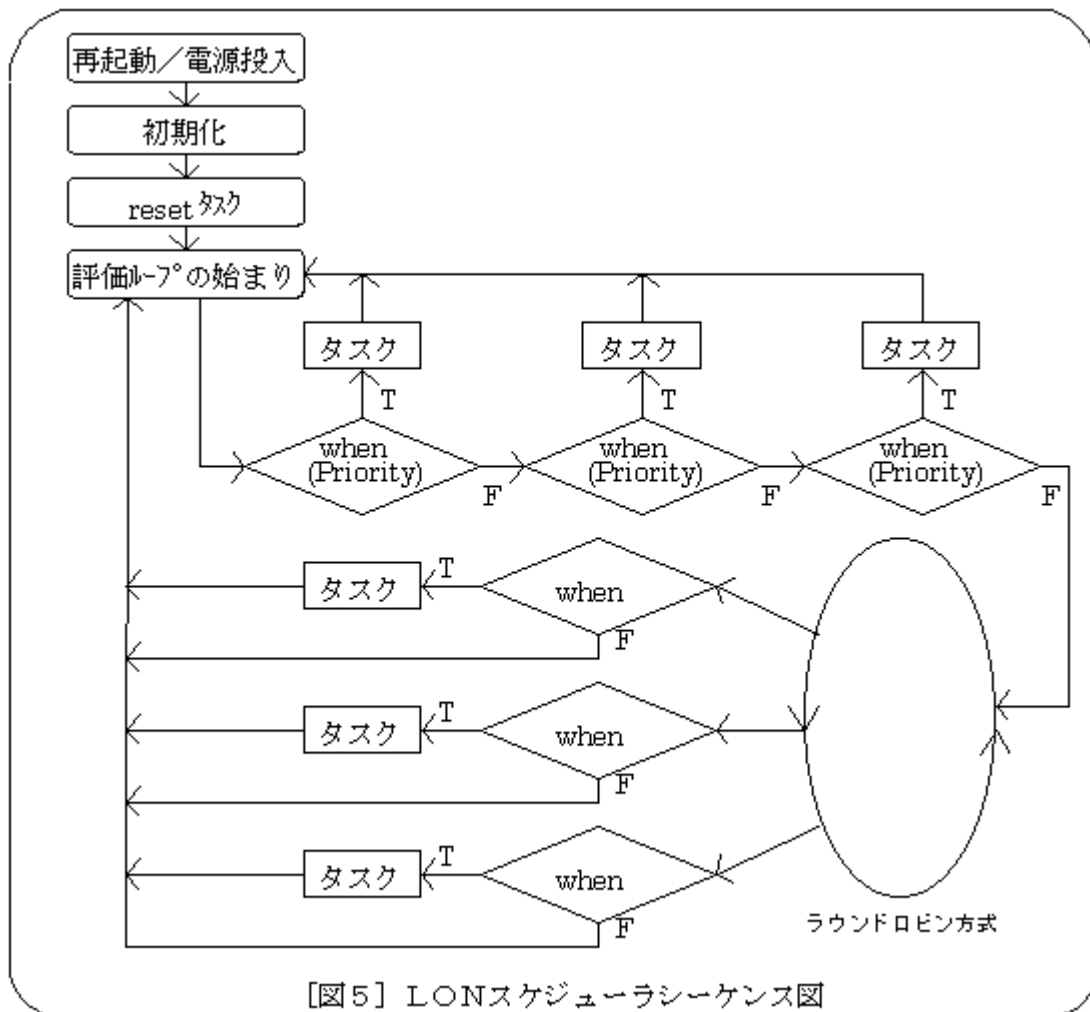 再起動／電源投入
初期化
reset ﾀｽｸ
評価ﾙｰﾌﾟの始まり
タスク
タスク
タスク
T
T
T
when
(Priority)
when
(Priority)
when
(Priority)
F
F
F
タスク
T
when
F
タスク
T
when
F
タスク
T
when
F
ラウンドロビン方式
［図５］ＬＯＮスケジューラシーケンス図